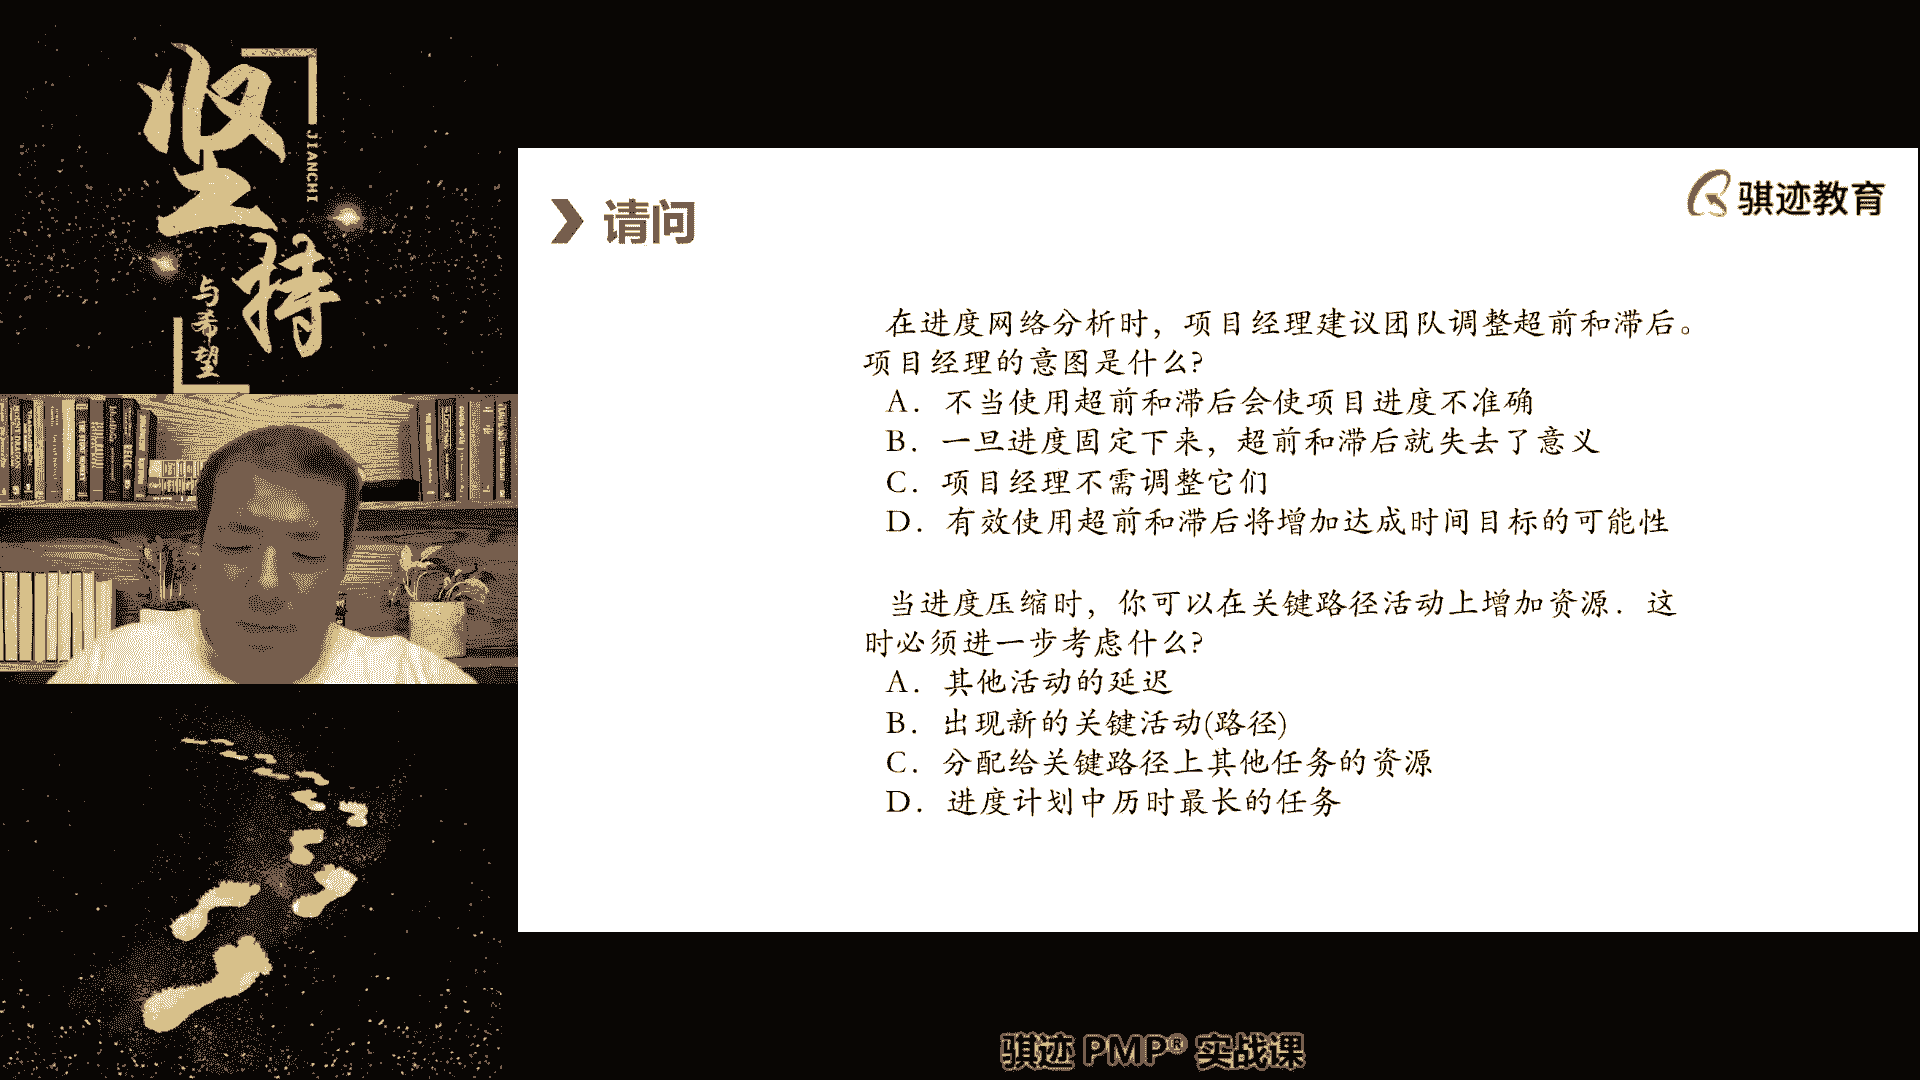 坚持
JIANCHI
与希望
请问
骐迹教育
在进度网络分析时，项目经理建议团队调整超前和滞后。
项目经理的意图是什么?
A．不当使用超前和滞后会使项目进度不准确
B．一旦进度固定下来，超前和滞后就失去了意义
C．项目经理不需调整它们
D．有效使用超前和滞后将增加达成时间目标的可能性
当进度压缩时，你可以在关键路径活动上增加资源．这
时必须进一步考虑什么?
A．其他活动的延迟
B．出现新的关键活动(路径)
C．分配给关键路径上其他任务的资源
D．进度计划中历时最长的任务
骐迹 PMP® 实战课